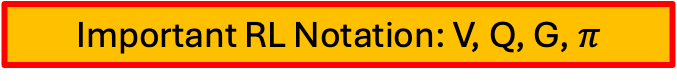 Important RL Notation: V, Q, G, 𝜋